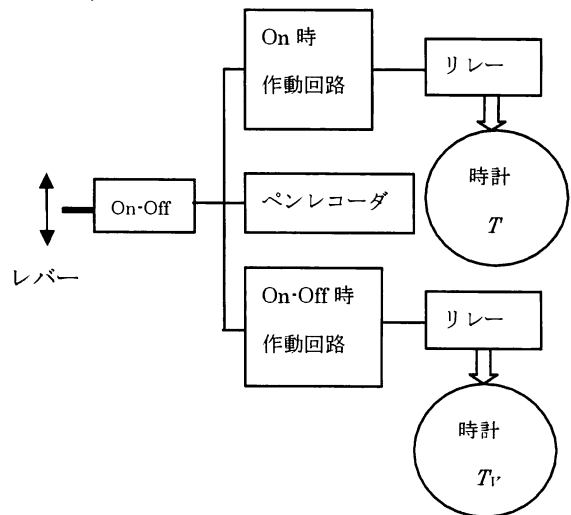 On 時
作動回路
リレー
時計
T
On-Off
ペンレコーダ
レバー
On-Off 時
作動回路
リレー
時計
TV